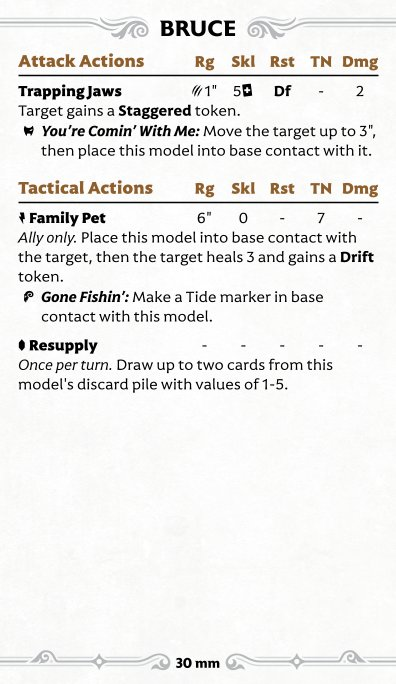 BRUCE
Attack Actions Rg Skl Rst TN Dmg
Trapping Jaws 1" 5 Df - 2
Target gains a Staggered token.
You're Comin' With Me: Move the target up to 3",
then place this model into base contact with it.
Tactical Actions Rg Skl Rst TN Dmg
Family Pet 6" 0 - 7 -
Ally only. Place this model into base contact with
the target, then the target heals 3 and gains a Drift
token.
Gone Fishin': Make a Tide marker in base
contact with this model.
Resupply - - - - -
Once per turn. Draw up to two cards from this
model's discard pile with values of 1-5.
30 mm